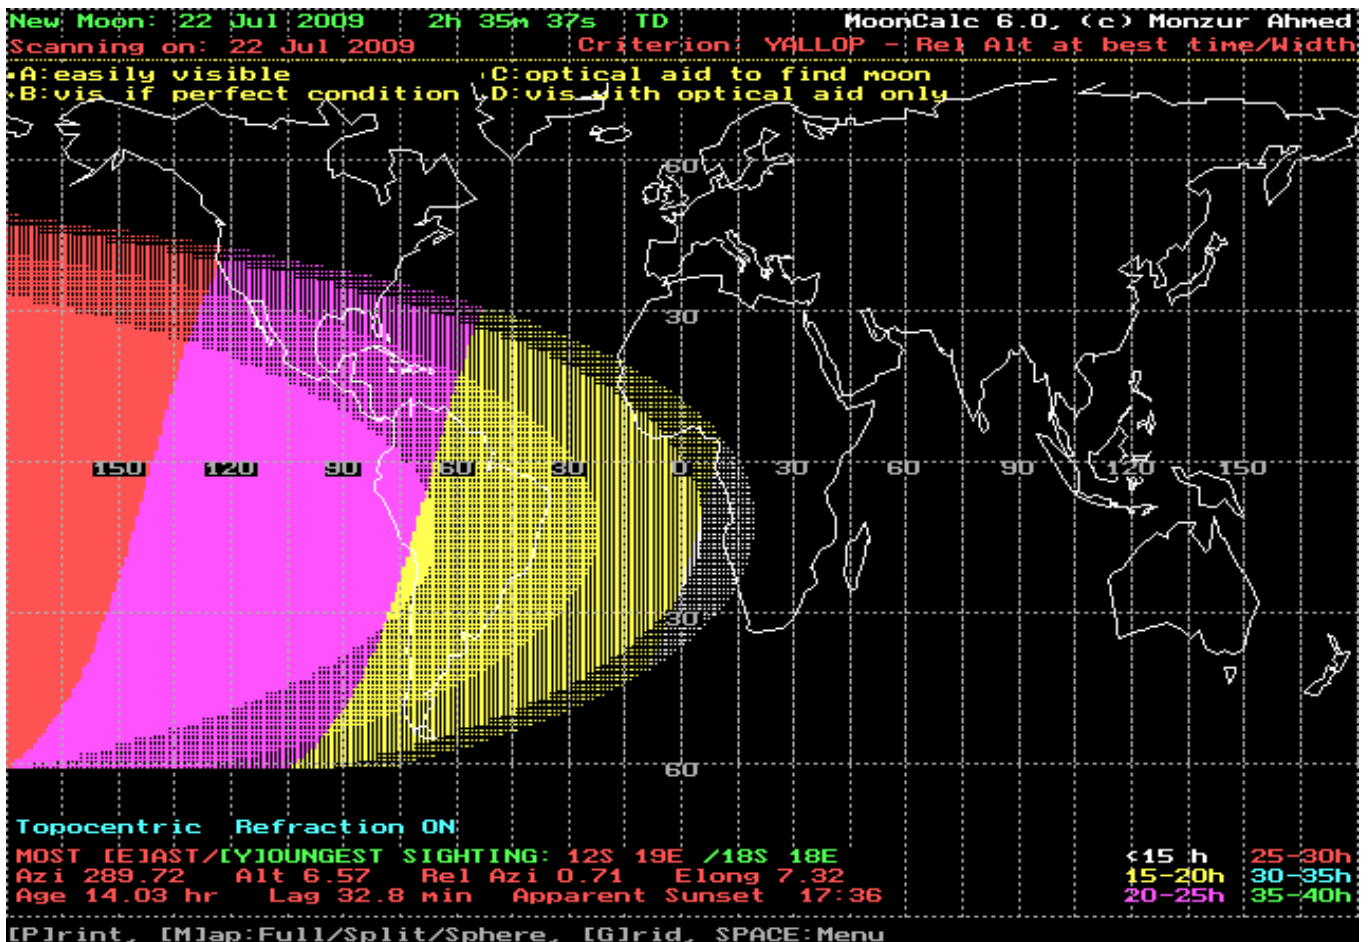 New Moon: 22 Jul 2009 2h 35m 37s TD MoonCalc 6.0, (c) Monzur Ahmed
Scanning on: 22 Jul 2009 Criterion: YALLOP - Rel Alt at best time/Width
A:easily visible C:optical aid to find moon
B:vis if perfect condition D:vis with optical aid only
60
30
150 120 90 60 30 0 30 60 90 120 150
30
60
Topocentric Refraction ON
MOST [E]AST/[Y]OUNGEST SIGHTING: 12S 19E /18S 18E <15 h 25-30h
Azi 289.72 Alt 6.57 Rel Azi 0.71 Elong 7.32 15-20h 30-35h
Age 14.03 hr Lag 32.8 min Apparent Sunset 17:36 20-25h 35-40h
[P]rint, [M]ap:Full/Split/Sphere, [G]rid, SPACE:Menu